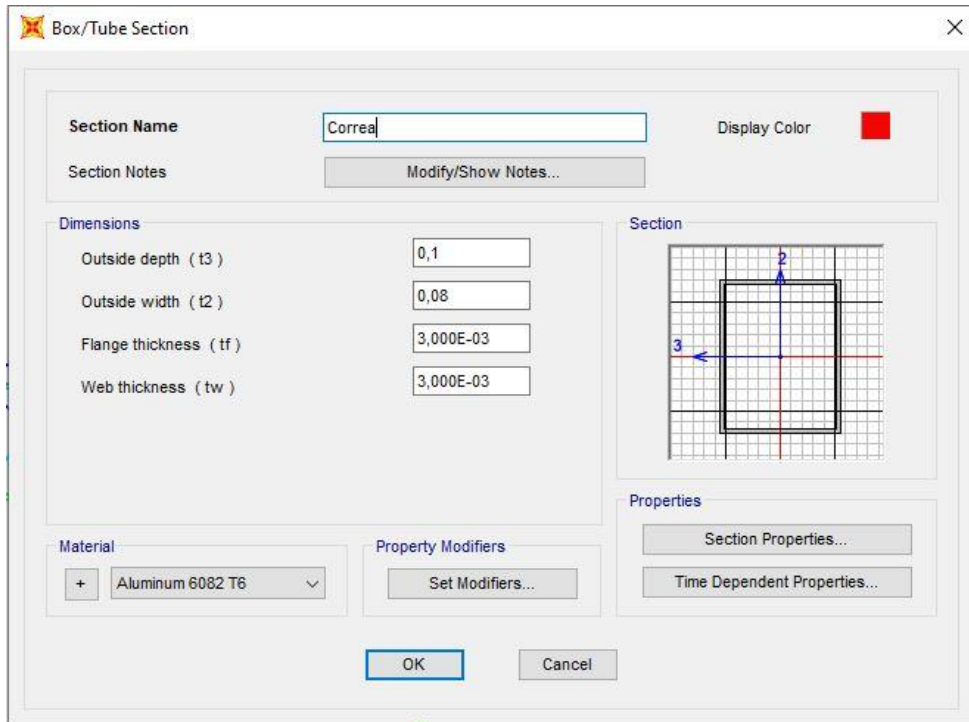 Box/Tube Section
Section Name
Correa
Display Color
Section Notes
Modify/Show Notes...
Dimensions
Outside depth ( t3 )
0,1
Outside width ( t2 )
0,08
Flange thickness ( tf )
3,000E-03
Web thickness ( tw )
3,000E-03
Section
2
3
Properties
Section Properties...
Time Dependent Properties...
Material
+
Aluminum 6082 T6
Property Modifiers
Set Modifiers...
OK
Cancel